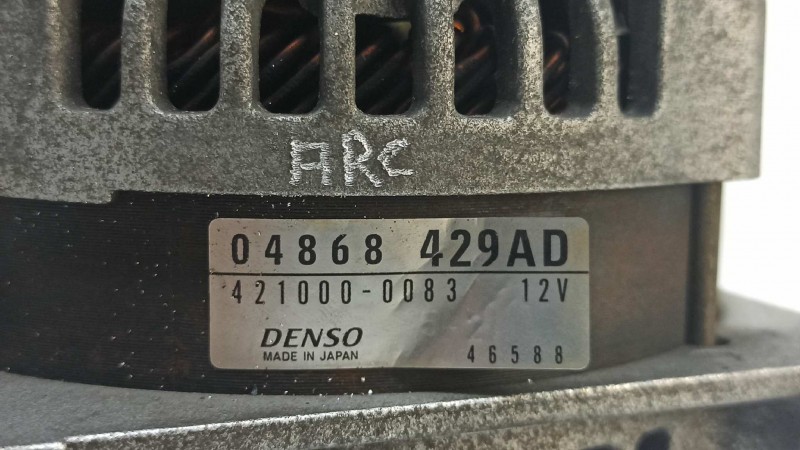 ARC
04868 429AD
421000-0083 12V
DENSO
MADE IN JAPAN
46588